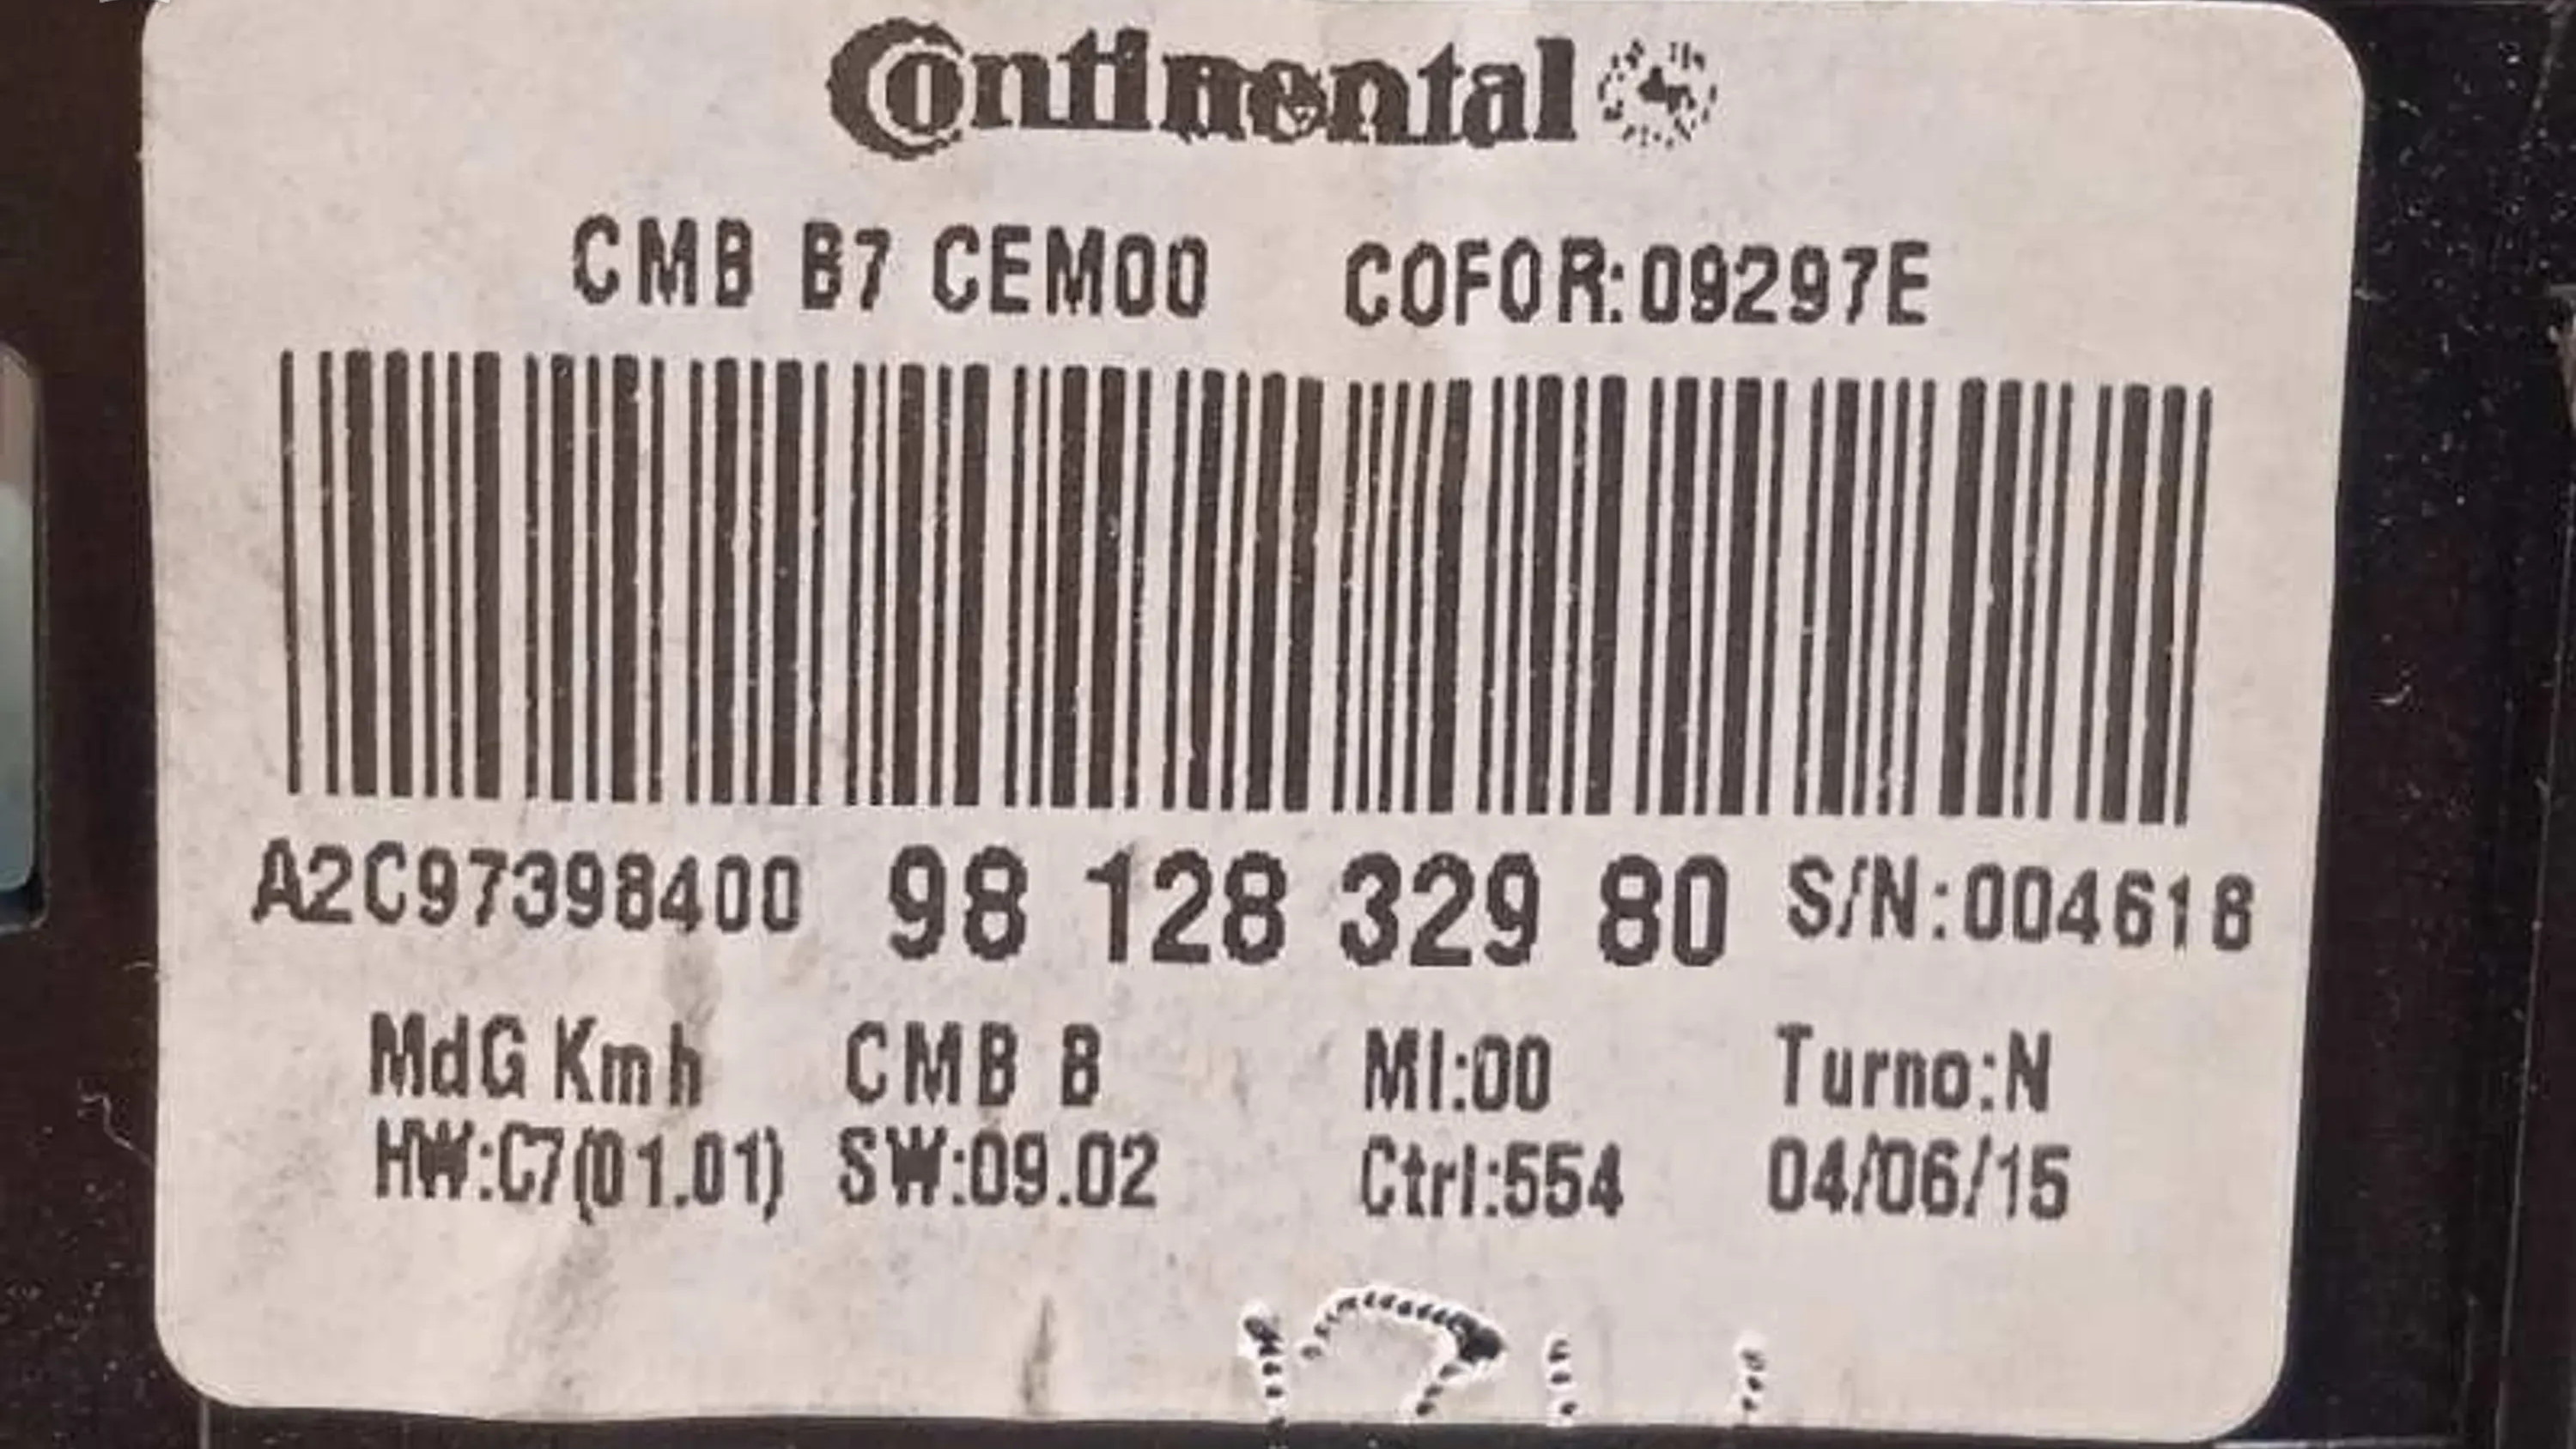 Continental
CMB B7 CEM00 COFOR:09297E
A2C97398400 98 128 329 80 S/N:004618
MdG Kmh CMB B MI:00 Turno:N
HW:C7(01.01) SW:09.02 Ctrl:554 04/06/15